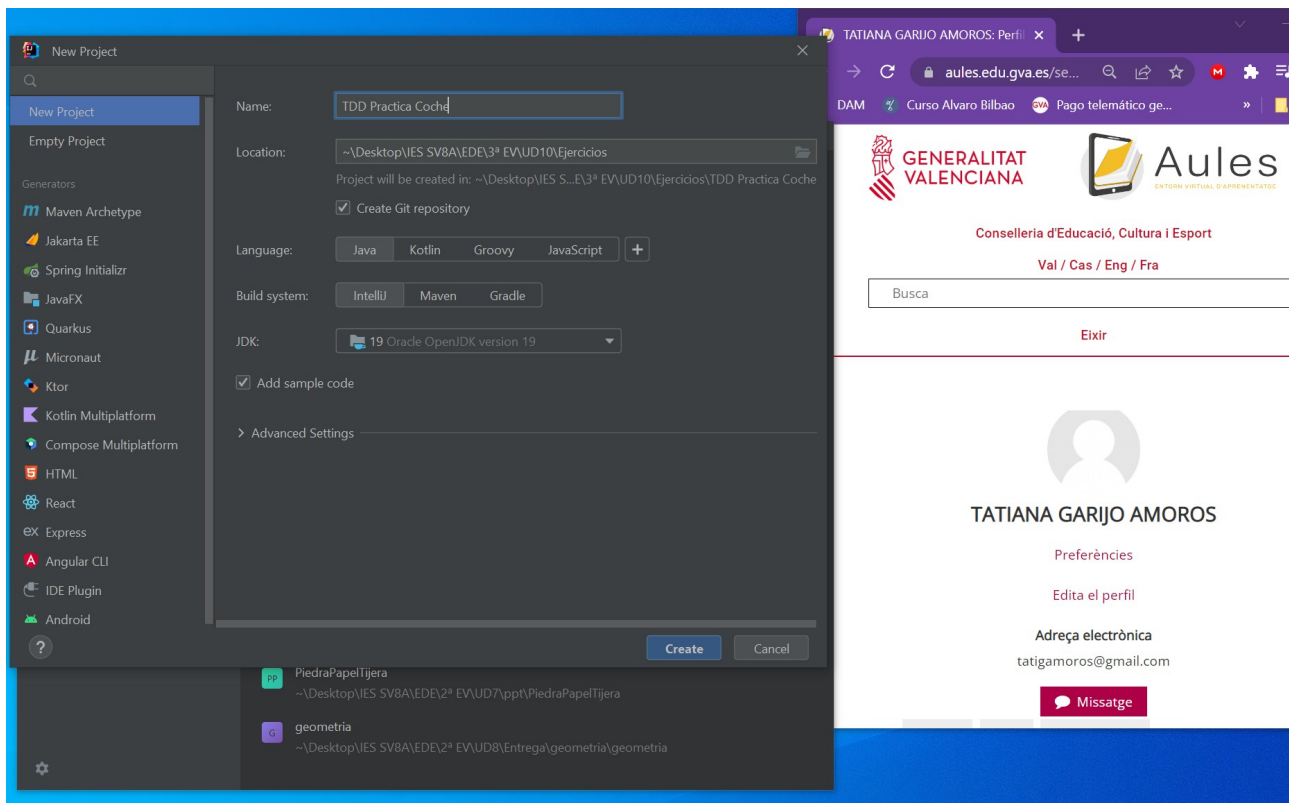 New Project
New Project
Empty Project
Generators
Maven Archetype
Jakarta EE
Spring Initializr
JavaFX
Quarkus
Micronaut
Ktor
Kotlin Multiplatform
Compose Multiplatform
HTML
React
ex Express
Angular CLI
IDE Plugin
Android
?
Name: TDD Practica Coche
Location: ~\Desktop\IES SV8A\EDE\3ª EV\UD10\Ejercicios
Project will be created in: ~\Desktop\IES S...E\3ª EV\UD10\Ejercicios\TDD Practica Coche
Create Git repository
Language: Java Kotlin Groovy JavaScript +
Build system: IntelliJ Maven Gradle
JDK: 19 Oracle OpenJDK version 19
Add sample code
> Advanced Settings
Create Cancel
PP PiedraPapelTijera
~\Desktop\IES SV8A\EDE\2ª EV\UD7\ppt\PiedraPapelTijera
G geometria
~\Desktop\IES SV8A\EDE\2ª EV\UD8\Entrega\geometria\geometria
TATIANA GARIJO AMOROS: Perfil
aules.edu.gva.es/se...
DAM Curso Alvaro Bilbao GVA Pago telemático ge... »
GENERALITAT
VALENCIANA
Aules
ENTORN VIRTUAL D'APRENENTATGE
Conselleria d'Educació, Cultura i Esport
Val / Cas / Eng / Fra
Busca
Eixir
TATIANA GARIJO AMOROS
Preferències
Edita el perfil
Adreça electrònica
tatigamoros@gmail.com
Missatge